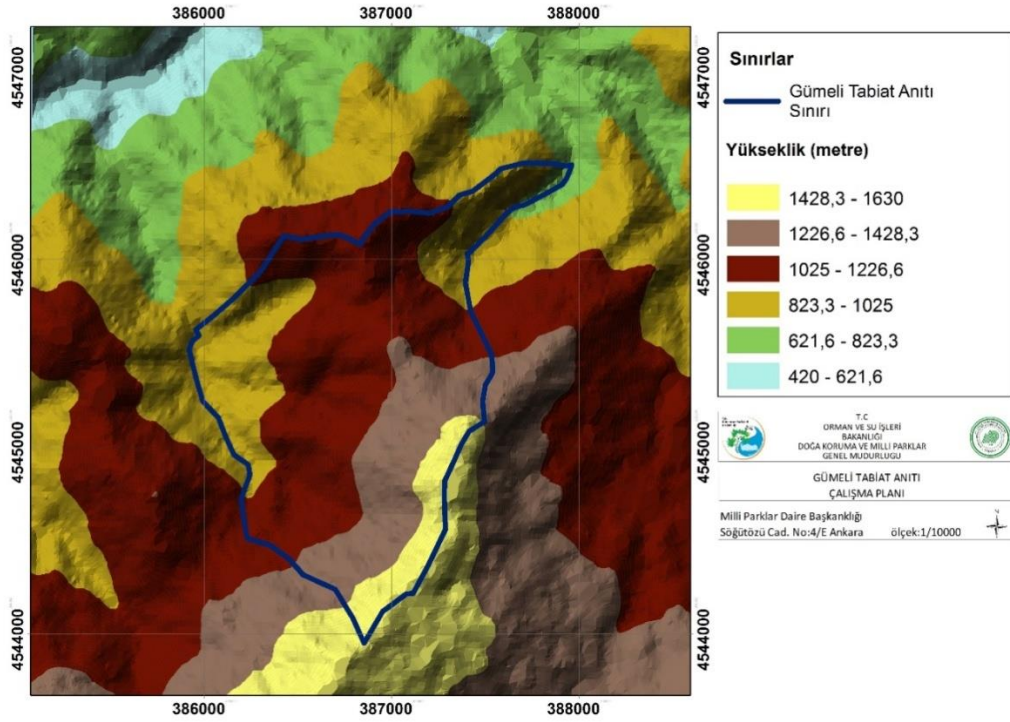 386000 387000 388000
4547000
4546000
4545000
4544000
4547000
4546000
4545000
4544000
386000 387000 388000
Sınırlar
Gümeli Tabiat Anıtı
Sınırı
Yükseklik (metre)
1428,3 - 1630
1226,6 - 1428,3
1025 - 1226,6
823,3 - 1025
621,6 - 823,3
420 - 621,6
T.C
ORMAN VE SU İŞLERİ
BAKANLIĞI
DOĞA KORUMA VE MİLLİ PARKLAR
GENEL MUDURLUGU
GÜMELİ TABİAT ANITI
ÇALIŞMA PLANI
Milli Parklar Daire Başkanlığı
Söğütözü Cad. No:4/E Ankara ölçek:1/10000